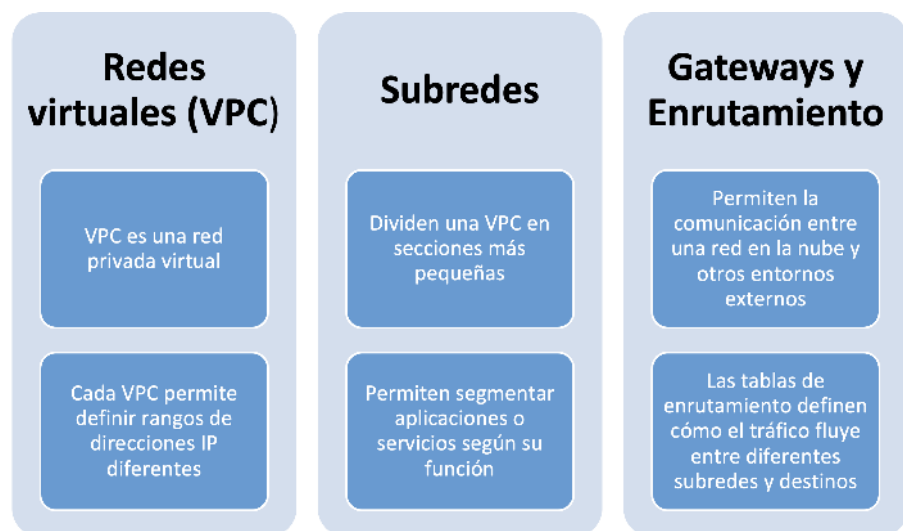 Redes
virtuales (VPC)
VPC es una red
privada virtual
Cada VPC permite
definir rangos de
direcciones IP
diferentes
Subredes
Dividen una VPC en
secciones más
pequeñas
Permiten segmentar
aplicaciones o
servicios según su
función
Gateways y
Enrutamiento
Permiten la
comunicación entre
una red en la nube y
otros entornos
externos
Las tablas de
enrutamiento definen
cómo el tráfico fluye
entre diferentes
subredes y destinos